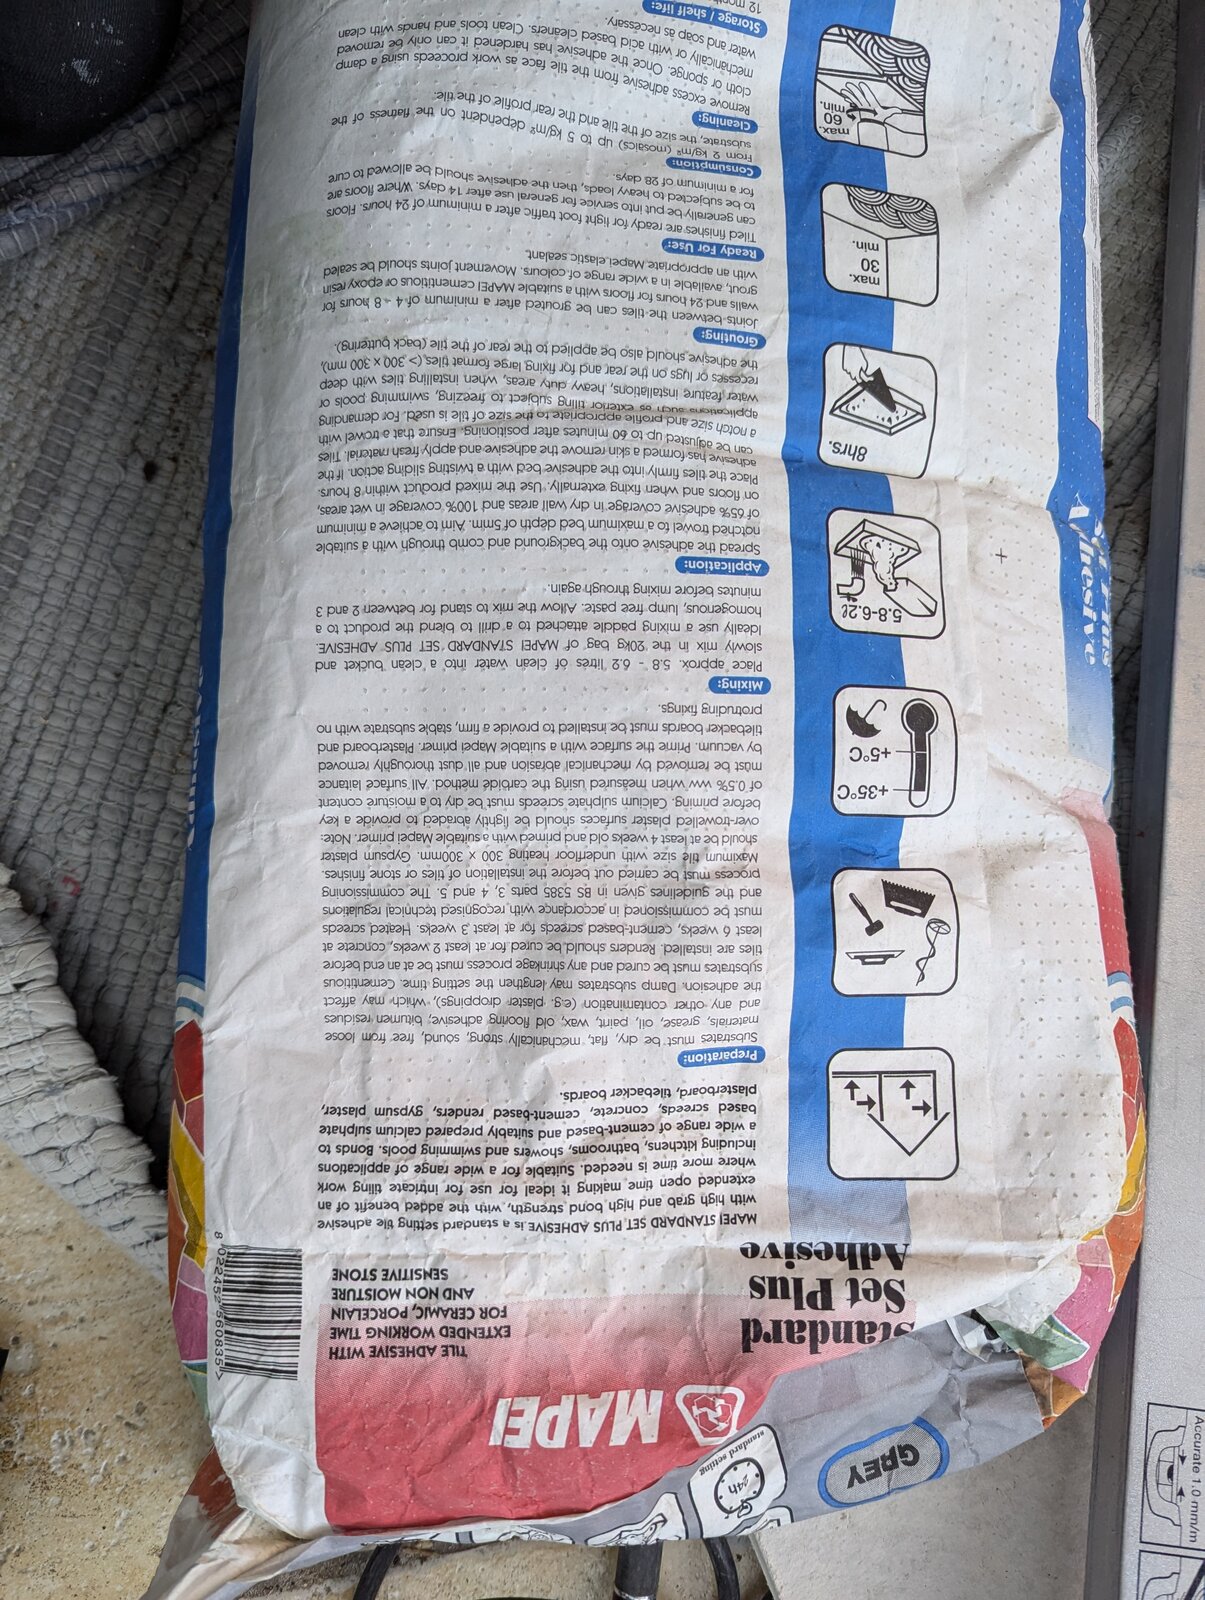 GREY
24h
standard setting
MAPEI
Standard
Set Plus
Adhesive
TILE ADHESIVE WITH
EXTENDED WORKING TIME
FOR CERAMIC, PORCELAIN
AND NON MOISTURE
SENSITIVE STONE
8 022452 560835
MAPEI STANDARD SET PLUS ADHESIVE is a standard setting tile adhesive
with high grab and high bond strength, with the added benefit of an
extended open time making it ideal for use for intricate tiling work
where more time is needed. Suitable for a wide range of applications
including kitchens, bathrooms, showers and swimming pools. Bonds to
a wide range of cement-based and suitably prepared calcium sulphate
based screeds, concrete, cement-based renders, gypsum plaster,
plasterboard, tilebacker boards.
Preparation:
Substrates must be dry, flat, mechanically strong, sound, free from loose
materials, grease, oil, paint, wax, old flooring adhesive, bitumen residues
and any other contamination (e.g. plaster droppings), which may affect
the adhesion. Damp substrates may lengthen the setting time. Cementitious
substrates must be cured and any shrinkage process must be at an end before
tiles are installed. Renders should be cured for at least 2 weeks, concrete at
least 6 weeks, cement-based screeds for at least 3 weeks. Heated screeds
must be commissioned in accordance with recognised technical regulations
and the guidelines given in BS 5385 parts 3, 4 and 5. The commissioning
process must be carried out before the installation of tiles or stone finishes.
Maximum tile size with underfloor heating 300 x 300mm. Gypsum plaster
should be at least 4 weeks old and primed with a suitable Mapei primer. Note:
over-trowelled plaster surfaces should be lightly abraded to provide a key
before priming. Calcium sulphate screeds must be dry to a moisture content
of 0.5% ww when measured using the carbide method. All surface laitance
must be removed by mechanical abrasion and all dust thoroughly removed
by vacuum. Prime the surface with a suitable Mapei primer. Plasterboard and
tilebacker boards must be installed to provide a firm, stable substrate with no
protruding fixings.
Mixing:
Place approx. 5.8 - 6.2 litres of clean water into a clean bucket and
slowly mix in the 20kg bag of MAPEI STANDARD SET PLUS ADHESIVE.
Ideally use a mixing paddle attached to a drill to blend the product to a
homogenous, lump free paste. Allow the mix to stand for between 2 and 3
minutes before mixing through again.
Application:
Spread the adhesive onto the background and comb through with a suitable
notched trowel to a maximum bed depth of 5mm. Aim to achieve a minimum
of 65% adhesive coverage in dry wall areas and 100% coverage in wet areas,
on floors and when fixing externally. Use the mixed product within 8 hours.
Place the tiles firmly into the adhesive bed with a twisting sliding action. If the
adhesive has formed a skin remove the adhesive and apply fresh material. Tiles
can be adjusted up to 60 minutes after positioning. Ensure that a trowel with
a notch size and profile appropriate to the size of tile is used. For demanding
applications such as exterior tiling subject to freezing, swimming pools or
water feature installations, heavy duty areas, when installing tiles with deep
recesses or lugs on the rear and for fixing large format tiles (> 300 x 300 mm)
the adhesive should also be applied to the rear of the tile (back buttering).
Grouting:
Joints between the tiles can be grouted after a minimum of 4 - 8 hours for
walls and 24 hours for floors with a suitable MAPEI cementitious or epoxy resin
grout, available in a wide range of colours. Movement joints should be sealed
with an appropriate Mapei elastic sealant.
Ready For Use:
Tiled finishes are ready for light foot traffic after a minimum of 24 hours. Floors
can generally be put into service for general use after 14 days. Where floors are
to be subjected to heavy loads, then the adhesive should be allowed to cure
for a minimum of 28 days.
Consumption:
From 2 kg/m² (mosaics) up to 5 kg/m² dependent on the flatness of the
substrate, the size of the tile and the rear profile of the tile.
Cleaning:
Remove excess adhesive from the tile face as work proceeds using a damp
cloth or sponge. Once the adhesive has hardened it can only be removed
mechanically or with acid based cleaners. Clean tools and hands with clean
water and soap as necessary.
Storage / shelf life:
12
+35°C
+5°C
5.8-6.2ℓ
8hrs.
max.
30
min.
max.
60
min.
Set Plus
Adhesive
Accurate 1.0 mm/m